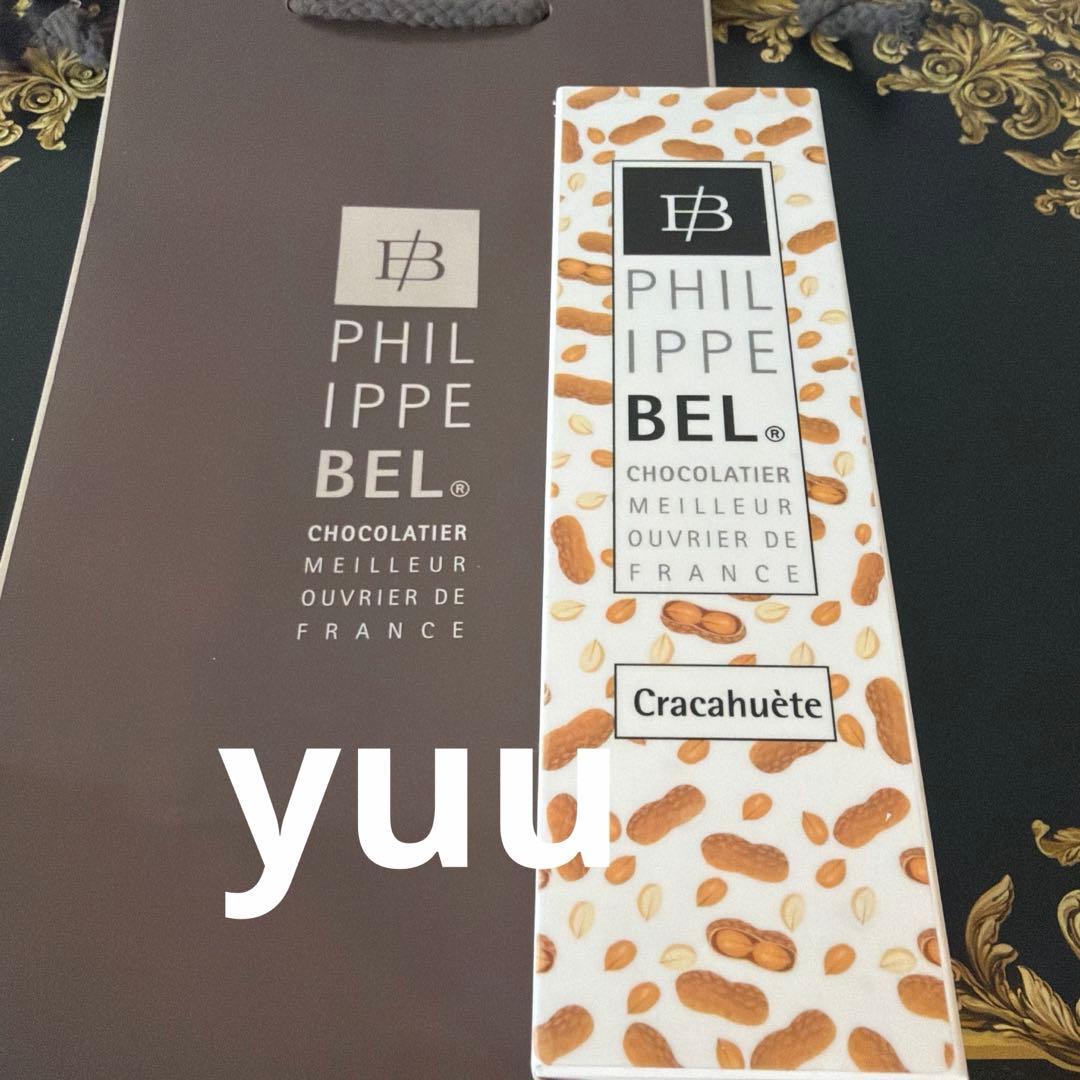 PB
PHIL
IPPE
BEL®
CHOCOLATIER
MEILLEUR
OUVRIER DE
FRANCE
PB
PHIL
IPPE
BEL®
CHOCOLATIER
MEILLEUR
OUVRIER DE
FRANCE
Cracahuète
yuu